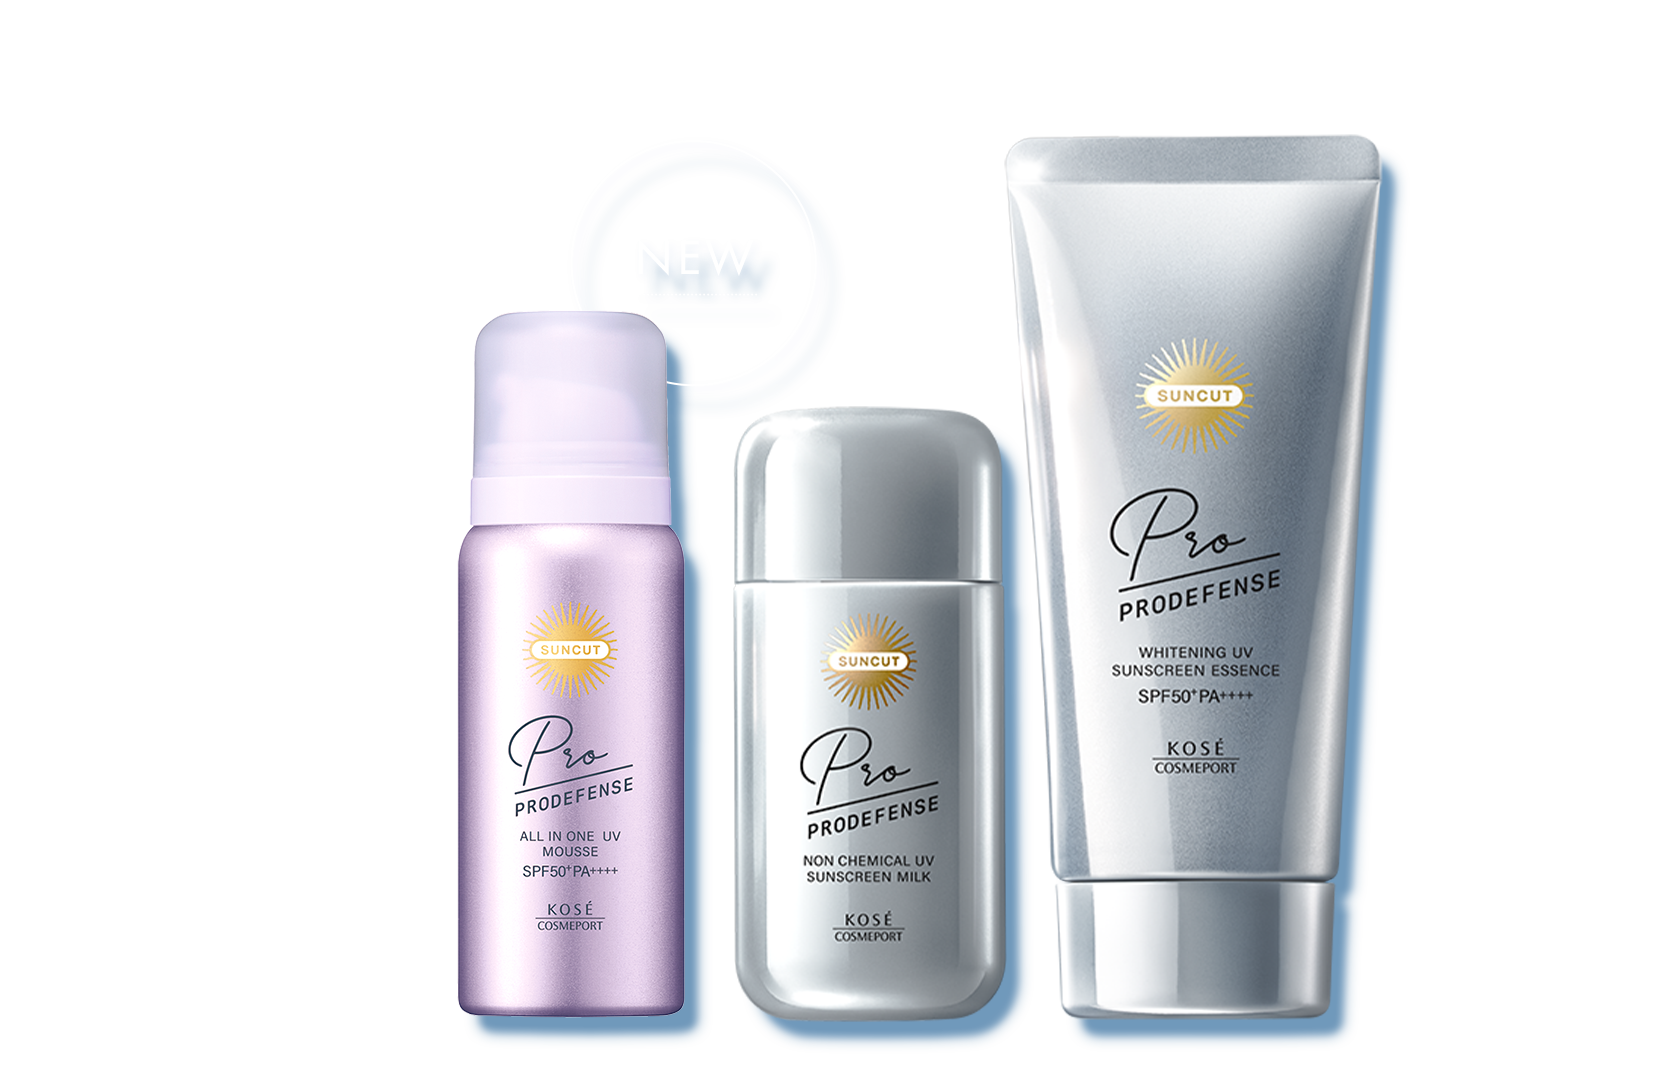 NEW
SUNCUT
Pro
PRODEFENSE
ALL IN ONE UV
MOUSSE
SPF50+PA++++
KOSÉ
COSMEPORT
SUNCUT
Pro
PRODEFENSE
NON CHEMICAL UV
SUNSCREEN MILK
KOSÉ
COSMEPORT
SUNCUT
Pro
PRODEFENSE
WHITENING UV
SUNSCREEN ESSENCE
SPF50+PA++++
KOSÉ
COSMEPORT